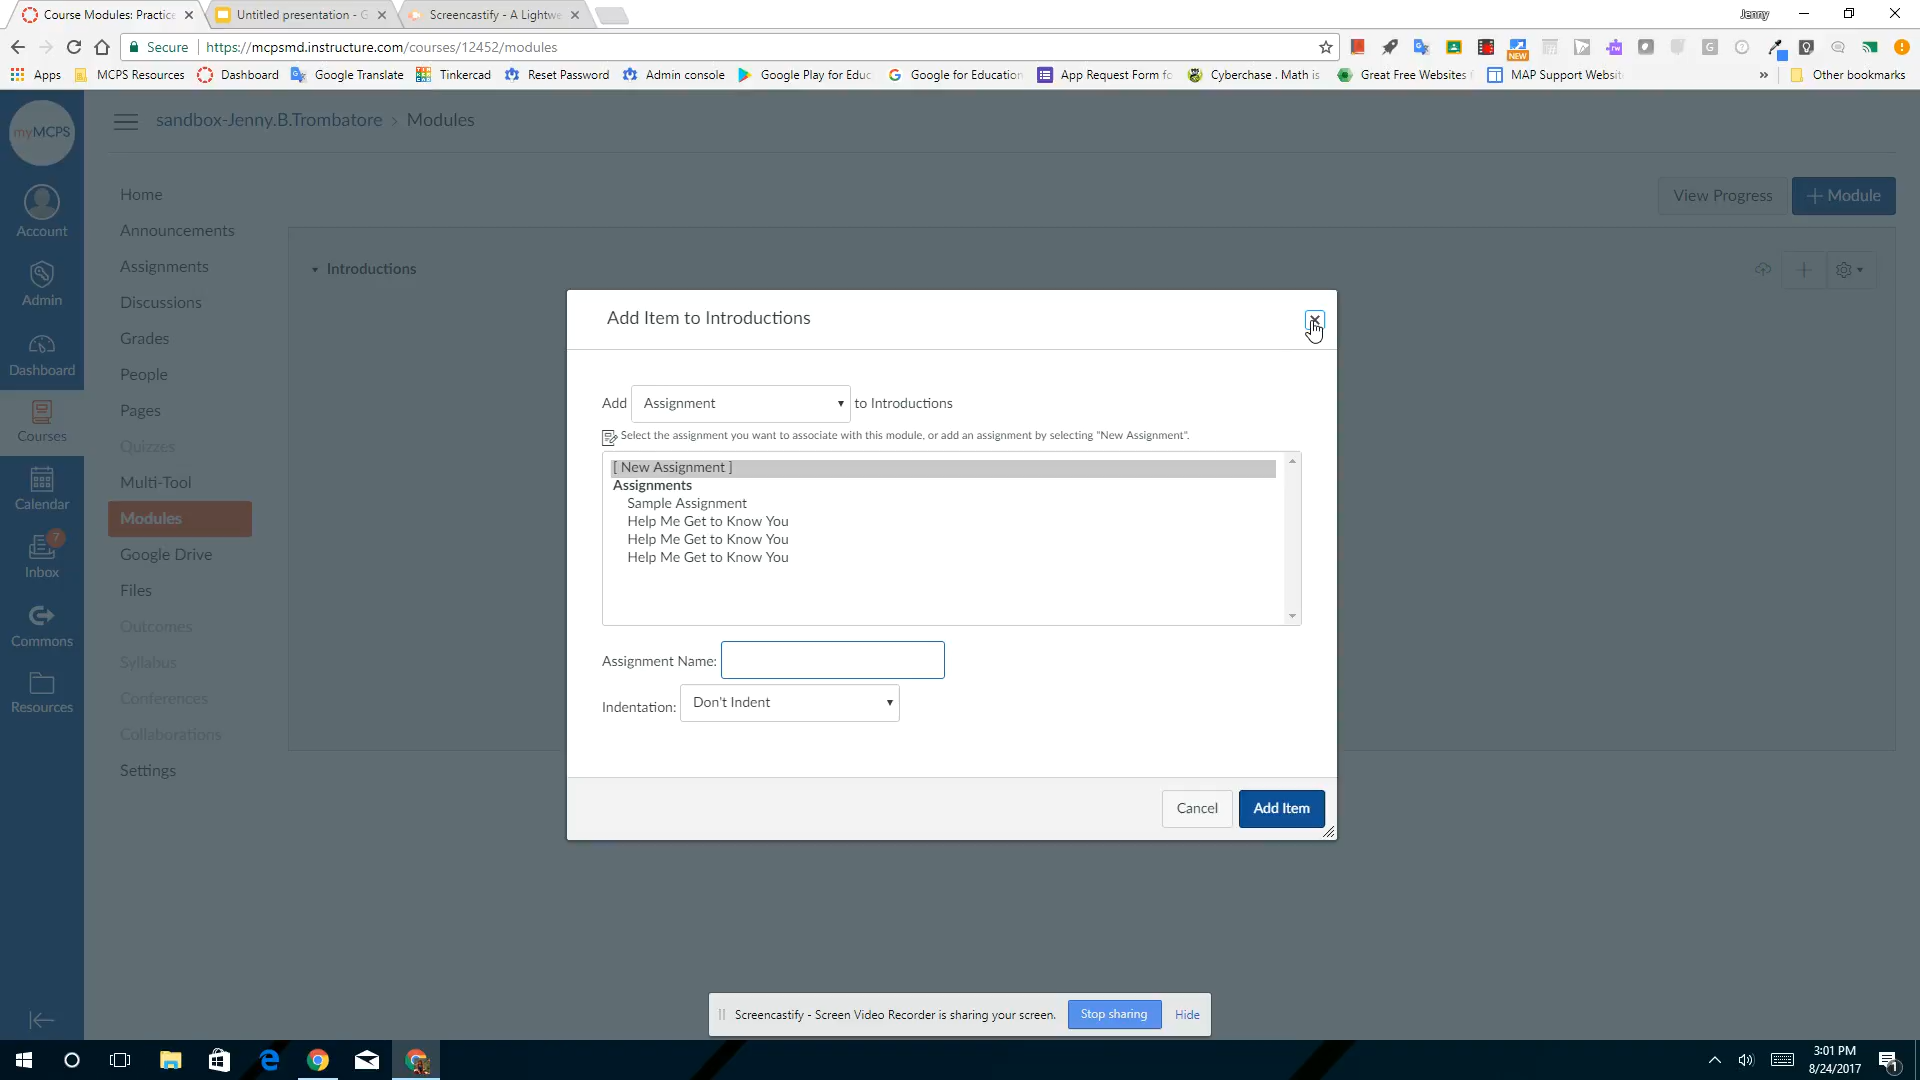 Course Modules: Practice
Untitled presentation - G
Screencastify - A Lightwe
Jenny
Secure
https://mcpsmd.instructure.com/courses/12452/modules
NEW
Apps
MCPS Resources
Dashboard
Google Translate
Tinkercad
Reset Password
Admin console
Google Play for Educ
Google for Education
App Request Form fo
Cyberchase . Math is
Great Free Websites
MAP Support Websit
»
Other bookmarks
myMCPS
Account
Admin
Dashboard
Courses
Calendar
7
Inbox
Commons
Resources
sandbox-Jenny.B.Trombatore > Modules
Home
Announcements
Assignments
Discussions
Grades
People
Pages
Quizzes
Multi-Tool
Modules
Google Drive
Files
Outcomes
Syllabus
Conferences
Collaborations
Settings
View Progress
+ Module
Introductions
Add Item to Introductions
Add Assignment to Introductions
Select the assignment you want to associate with this module, or add an assignment by selecting "New Assignment".
[ New Assignment ]
Assignments
Sample Assignment
Help Me Get to Know You
Help Me Get to Know You
Help Me Get to Know You
Assignment Name:
Indentation: Don't Indent
Cancel
Add Item
Screencastify - Screen Video Recorder is sharing your screen.
Stop sharing
Hide
3:01 PM
8/24/2017
1